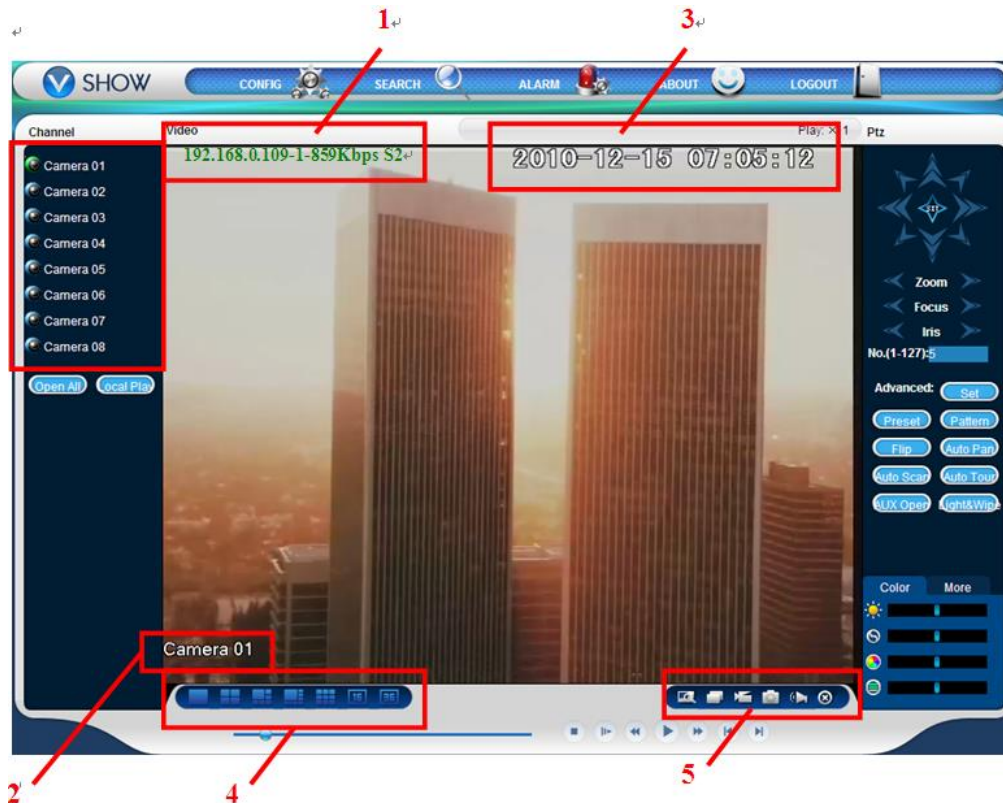 1
3
V SHOW
CONFIG SEARCH ALARM ABOUT LOGOUT
Channel
Video
Play: × 1
Ptz
192.168.0.109-1-859Kbps S2
2010-12-15 07:05:12
Camera 01
Camera 02
Camera 03
Camera 04
Camera 05
Camera 06
Camera 07
Camera 08
Open All
Local Play
SIT
Zoom
Focus
Iris
No.(1-127):5
Advanced: Set
Preset Pattern
Flip Auto Pan
Auto Scan Auto Tour
AUX Open Light&Wipe
Color More
Camera 01
16 36
2
4
5